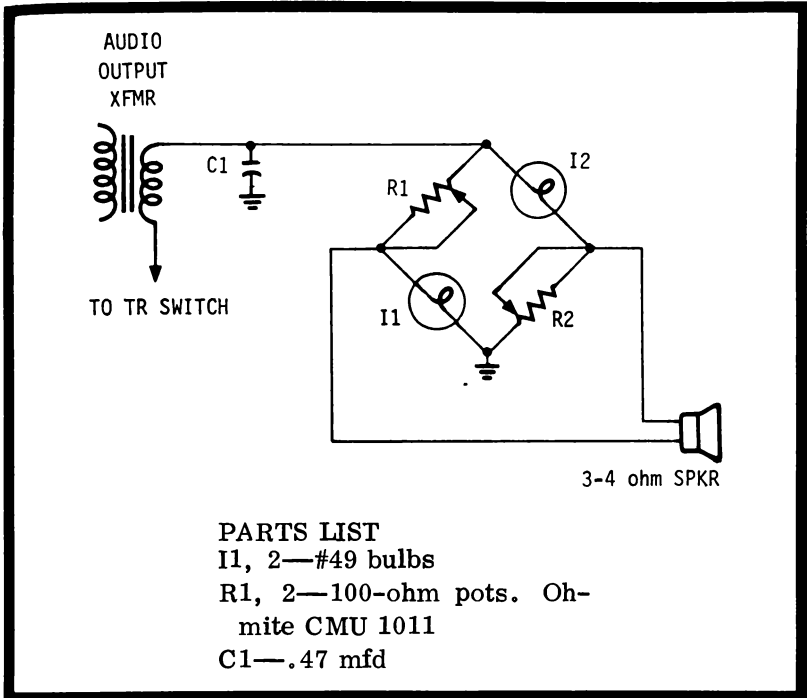 AUDIO
OUTPUT
XFMR
C1
R1
I2
TO TR SWITCH
I1
R2
3-4 ohm SPKR
PARTS LIST
I1, 2—#49 bulbs
R1, 2—100-ohm pots. Oh-
mite CMU 1011
C1—.47 mfd